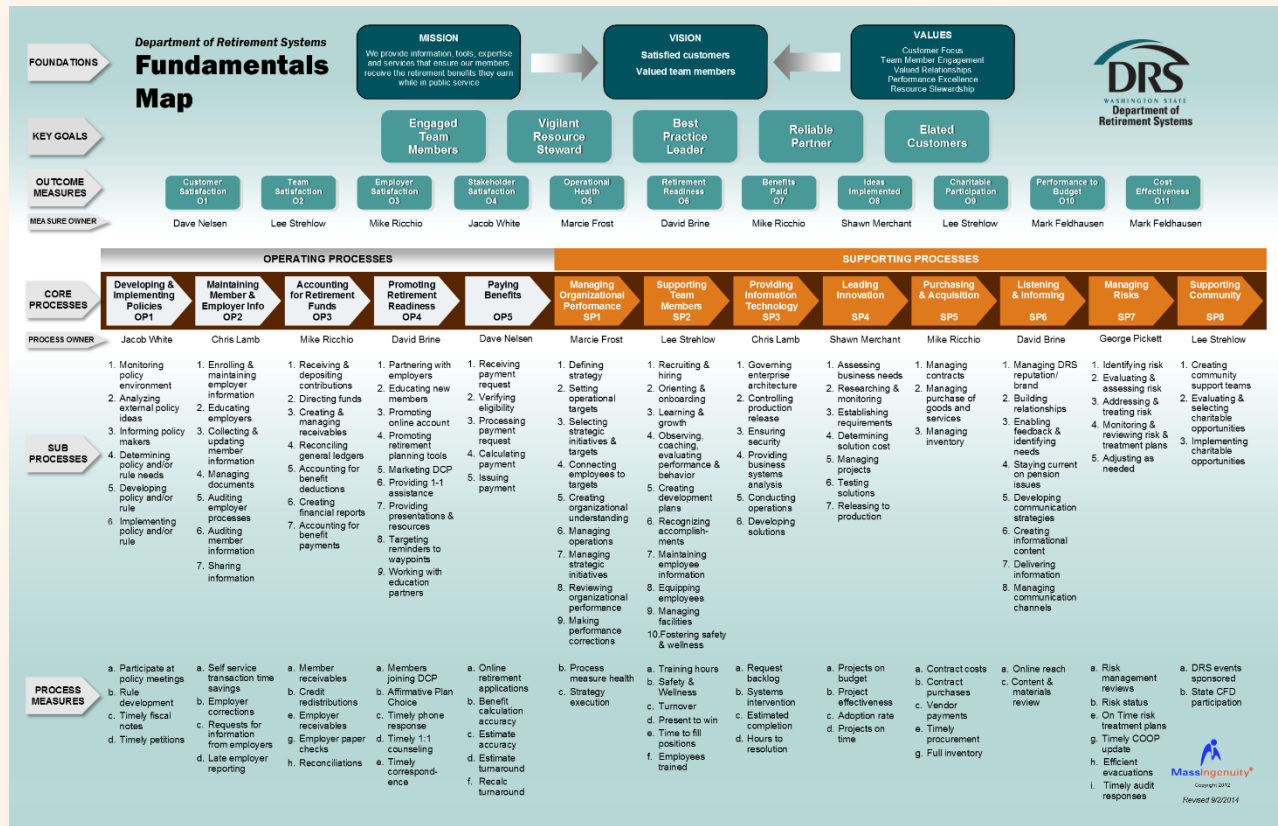 FOUNDATIONS
Department of Retirement Systems
Fundamentals
Map
MISSION
We provide information, tools, expertise
and services that ensure our members
receive the retirement benefits they earn
while in public service
VISION
Satisfied customers
Valued team members
VALUES
Customer Focus
Team Member Engagement
Valued Relationships
Performance Excellence
Resource Stewardship
DRS
WASHINGTON STATE
Department of
Retirement Systems
KEY GOALS
Engaged
Team
Members
Vigilant
Resource
Steward
Best
Practice
Leader
Reliable
Partner
Elated
Customers
OUTCOME
MEASURES
Customer
Satisfaction
O1
Team
Satisfaction
O2
Employer
Satisfaction
O3
Stakeholder
Satisfaction
O4
Operational
Health
O5
Retirement
Readiness
O6
Benefits
Paid
O7
Ideas
Implemented
O8
Charitable
Participation
O9
Performance to
Budget
O10
Cost
Effectiveness
O11
MEASURE OWNER
Dave Nelsen
Lee Strehlow
Mike Ricchio
Jacob White
Marcie Frost
David Brine
Mike Ricchio
Shawn Merchant
Lee Strehlow
Mark Feldhausen
Mark Feldhausen
OPERATING PROCESSES
SUPPORTING PROCESSES
CORE
PROCESSES
Developing &
Implementing
Policies
OP1
Maintaining
Member &
Employer Info
OP2
Accounting
for Retirement
Funds
OP3
Promoting
Retirement
Readiness
OP4
Paying
Benefits
OP5
Managing
Organizational
Performance
SP1
Supporting
Team
Members
SP2
Providing
Information
Technology
SP3
Leading
Innovation
SP4
Purchasing
& Acquisition
SP5
Listening
& Informing
SP6
Managing
Risks
SP7
Supporting
Community
SP8
PROCESS OWNER
Jacob White
Chris Lamb
Mike Ricchio
David Brine
Dave Nelsen
Marcie Frost
Lee Strehlow
Chris Lamb
Shawn Merchant
Mike Ricchio
David Brine
George Pickett
Lee Strehlow
SUB
PROCESSES
1. Monitoring
policy
environment
2. Analyzing
external policy
ideas
3. Informing policy
makers
4. Determining
policy and/or
rule needs
5. Developing
policy and/or
rule
6. Implementing
policy and/or
rule
1. Enrolling &
maintaining
employer
information
2. Educating
employers
3. Collecting &
updating
member
information
4. Managing
documents
5. Auditing
employer
processes
6. Auditing
member
information
7. Sharing
information
1. Receiving &
depositing
contributions
2. Directing funds
3. Creating &
managing
receivables
4. Reconciling
general ledgers
5. Accounting for
benefit
deductions
6. Creating
financial reports
7. Accounting for
benefit
payments
1. Partnering with
employers
2. Educating new
members
3. Promoting
online account
4. Promoting
retirement
planning tools
5. Marketing DCP
6. Providing 1-1
assistance
7. Providing
presentations &
resources
8. Targeting
reminders to
waypoints
9. Working with
education
partners
1. Receiving
payment
request
2. Verifying
eligibility
3. Processing
payment
request
4. Calculating
payment
5. Issuing
payment
1. Defining
strategy
2. Setting
operational
targets
3. Selecting
strategic
initiatives &
targets
4. Connecting
employees to
targets
5. Creating
organizational
understanding
6. Managing
operations
7. Managing
strategic
initiatives
8. Reviewing
organizational
performance
9. Making
performance
corrections
1. Recruiting &
hiring
2. Orienting &
onboarding
3. Learning &
growth
4. Observing,
coaching,
evaluating
performance &
behavior
5. Creating
development
plans
6. Recognizing
accomplish-
ments
7. Maintaining
employee
information
8. Equipping
employees
9. Managing
facilities
10.Fostering safety
& wellness
1. Governing
enterprise
architecture
2. Controlling
production
release
3. Ensuring
security
4. Providing
business
systems
analysis
5. Conducting
operations
6. Developing
solutions
1. Assessing
business needs
2. Researching &
monitoring
3. Establishing
requirements
4. Determining
solution cost
5. Managing
projects
6. Testing
solutions
7. Releasing to
production
1. Managing
contracts
2. Managing
purchase of
goods and
services
3. Managing
inventory
1. Managing DRS
reputation/
brand
2. Building
relationships
3. Enabling
feedback &
identifying
needs
4. Staying current
on pension
issues
5. Developing
communication
strategies
6. Creating
informational
content
7. Delivering
information
8. Managing
communication
channels
1. Identifying risk
2. Evaluating &
assessing risk
3. Addressing &
treating risk
4. Monitoring &
reviewing risk &
treatment plans
5. Adjusting as
needed
1. Creating
community
support teams
2. Evaluating &
selecting
charitable
opportunities
3. Implementing
charitable
opportunities
PROCESS
MEASURES
a. Participate at
policy meetings
b. Rule
development
c. Timely fiscal
notes
d. Timely petitions
a. Self service
transaction time
savings
b. Employer
corrections
c. Requests for
information
from employers
d. Late employer
reporting
a. Member
receivables
b. Credit
redistributions
e. Employer
receivables
g. Employer paper
checks
h. Reconciliations
a. Members
joining DCP
b. Affirmative Plan
Choice
c. Timely phone
response
d. Timely 1:1
counseling
e. Timely
correspond-
ence
a. Online
retirement
applications
b. Benefit
calculation
accuracy
c. Estimate
accuracy
d. Estimate
turnaround
f. Recalc
turnaround
b. Process
measure health
c. Strategy
execution
a. Training hours
b. Safety &
Wellness
c. Turnover
d. Present to win
e. Time to fill
positions
f. Employees
trained
a. Request
backlog
b. Systems
intervention
c. Estimated
completion
d. Hours to
resolution
a. Projects on
budget
b. Project
effectiveness
c. Adoption rate
d. Projects on
time
a. Contract costs
b. Contract
purchases
c. Vendor
payments
e. Timely
procurement
g. Full inventory
a. Online reach
c. Content &
materials
review
a. Risk
management
reviews
b. Risk status
e. On Time risk
treatment plans
g. Timely COOP
update
h. Efficient
evacuations
i. Timely audit
responses
a. DRS events
sponsored
b. State CFD
participation
MassIngenuity
Copyright 2012
Revised 9/2/2014